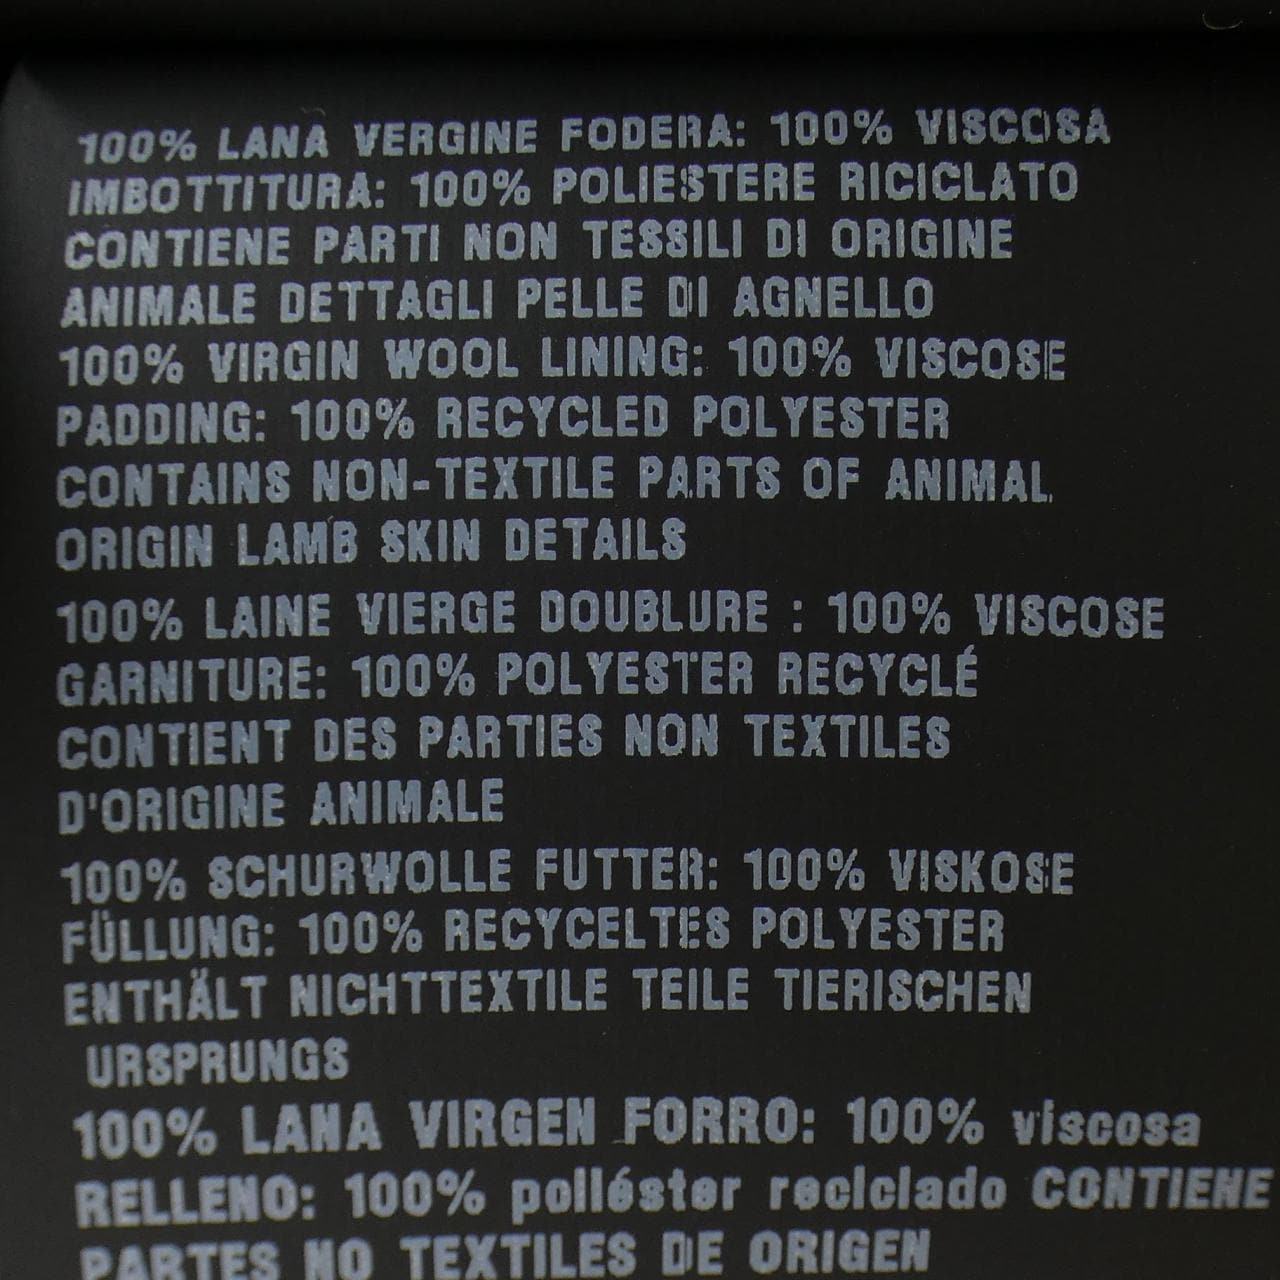 100% LANA VERGINE FODERA: 100% VISCOSA
IMBOTTITURA: 100% POLIESTERE RICICLATO
CONTIENE PARTI NON TESSILI DI ORIGINE
ANIMALE DETTAGLI PELLE DI AGNELLO
100% VIRGIN WOOL LINING: 100% VISCOSE
PADDING: 100% RECYCLED POLYESTER
CONTAINS NON-TEXTILE PARTS OF ANIMAL
ORIGIN LAMB SKIN DETAILS
100% LAINE VIERGE DOUBLURE : 100% VISCOSE
GARNITURE: 100% POLYESTER RECYCLÉ
CONTIENT DES PARTIES NON TEXTILES
D'ORIGINE ANIMALE
100% SCHURWOLLE FUTTER: 100% VISKOSE
FÜLLUNG: 100% RECYCELTES POLYESTER
ENTHÄLT NICHTTEXTILE TEILE TIERISCHEN
URSPRUNGS
100% LANA VIRGEN FORRO: 100% viscosa
RELLENO: 100% poliéster reciclado CONTIENE
PARTES NO TEXTILES DE ORIGEN